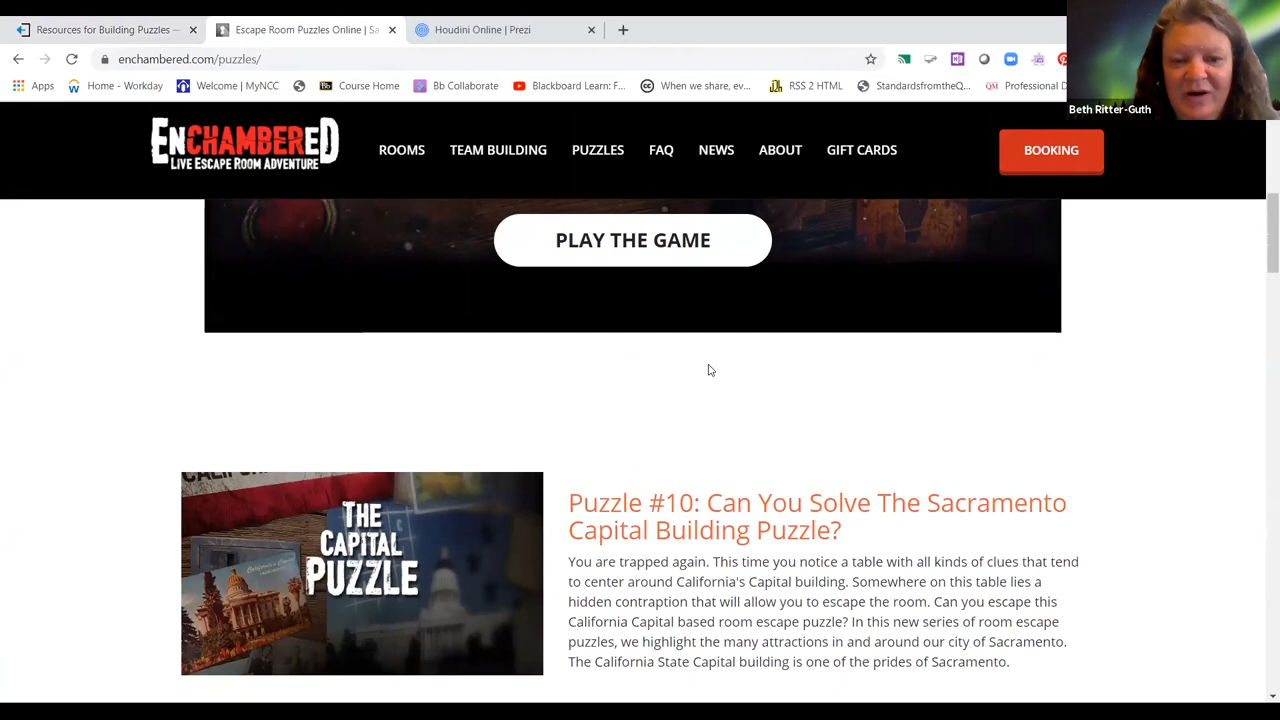 Resources for Building Puzzles —
Escape Room Puzzles Online | Sa
Houdini Online | Prezi
enchambered.com/puzzles/
Apps
Home - Workday
Welcome | MyNCC
Course Home
Bb Collaborate
Blackboard Learn: F...
When we share, ev...
RSS 2 HTML
StandardsfromtheQ...
Professional D
Beth Ritter-Guth
ENCHAMBERED
LIVE ESCAPE ROOM ADVENTURE
ROOMS
TEAM BUILDING
PUZZLES
FAQ
NEWS
ABOUT
GIFT CARDS
BOOKING
PLAY THE GAME
THE
CAPITAL
PUZZLE
Puzzle #10: Can You Solve The Sacramento
Capital Building Puzzle?
You are trapped again. This time you notice a table with all kinds of clues that tend
to center around California's Capital building. Somewhere on this table lies a
hidden contraption that will allow you to escape the room. Can you escape this
California Capital based room escape puzzle? In this new series of room escape
puzzles, we highlight the many attractions in and around our city of Sacramento.
The California State Capital building is one of the prides of Sacramento.